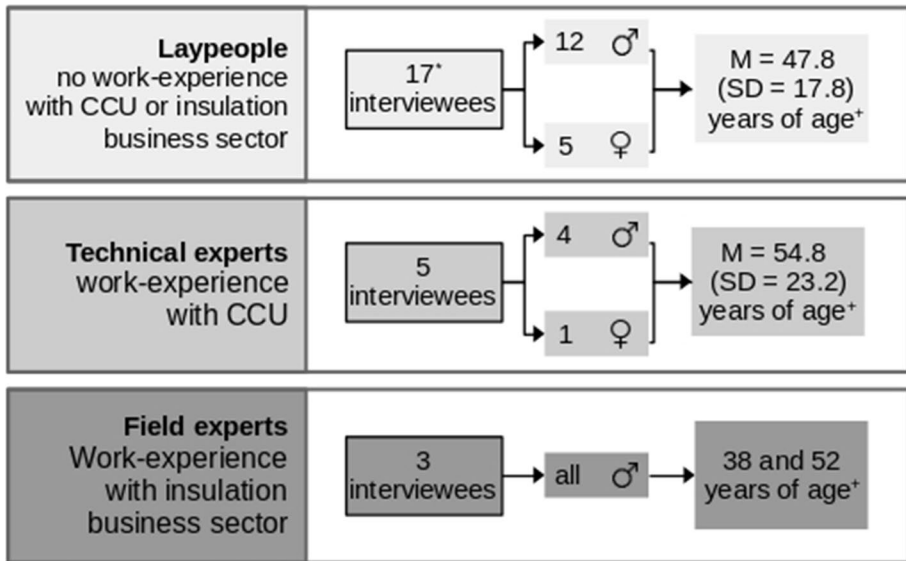 Laypeople
no work-experience
with CCU or insulation
business sector
17*
interviewees
12 ♂
5 ♀
M = 47.8
(SD = 17.8)
years of age+
Technical experts
work-experience
with CCU
5
interviewees
4 ♂
1 ♀
M = 54.8
(SD = 23.2)
years of age+
Field experts
Work-experience
with insulation
business sector
3
interviewees
all ♂
38 and 52
years of age+